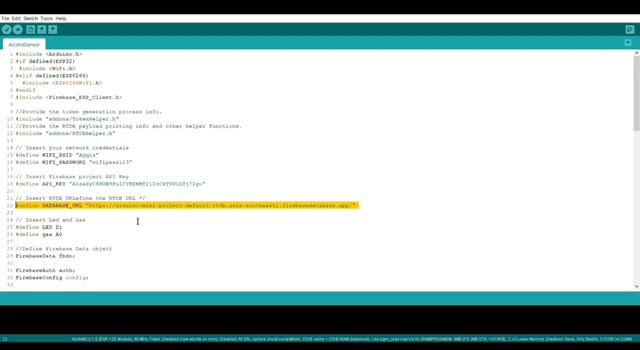 File Edit Sketch Tools Help
AlcoholSensor
1 #include <Arduino.h>
2 #if defined(ESP32)
3 #include <WiFi.h>
4 #elif defined(ESP8266)
5 #include <ESP8266WiFi.h>
6 #endif
7 #include <Firebase_ESP_Client.h>
8
9 //Provide the token generation process info.
10 #include "addons/TokenHelper.h"
11 //Provide the RTDB payload printing info and other helper functions.
12 #include "addons/RTDBHelper.h"
13
14 // Insert your network credentials
15 #define WIFI_SSID "Aqqis"
16 #define WIFI_PASSWORD "wifipass123"
17
18 // Insert Firebase project API Key
19 #define API_KEY
20
21 // Insert RTDB URLefine the RTDB URL */
22 #define DATABASE_URL "https://arduino-mini-project-default-rtdb.asia-southeast1.firebasedatabase.app/"
23
24 // Insert Led and Gas
25 #define LED D1
26 #define gas A0
27
28 //Define Firebase Data object
29 FirebaseData fbdo;
30
31 FirebaseAuth auth;
32 FirebaseConfig config;
33